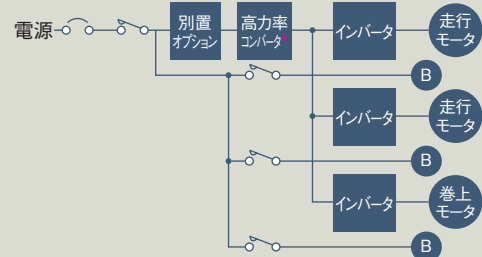 電源
別置
オプション
高力率
コンバータ*
インバータ
走行
モータ
B
インバータ
走行
モータ
B
インバータ
巻上
モータ
B